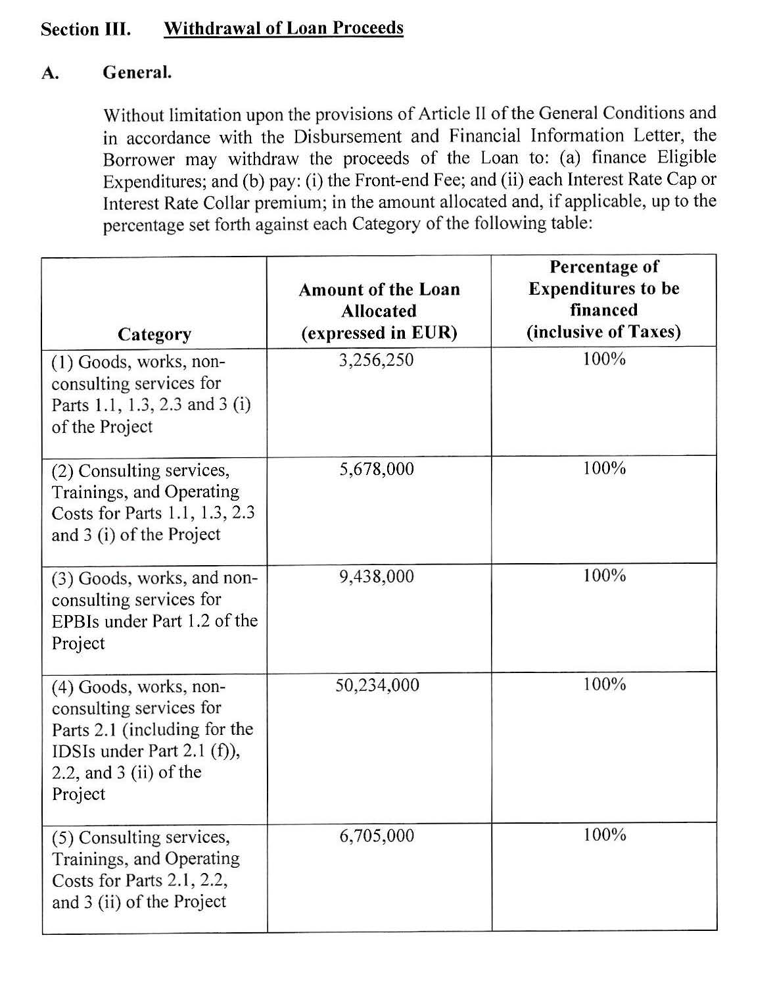 Section III. Withdrawal of Loan Proceeds
A. General.
Without limitation upon the provisions of Article II of the General Conditions and
in accordance with the Disbursement and Financial Information Letter, the
Borrower may withdraw the proceeds of the Loan to: (a) finance Eligible
Expenditures; and (b) pay: (i) the Front-end Fee; and (ii) each Interest Rate Cap or
Interest Rate Collar premium; in the amount allocated and, if applicable, up to the
percentage set forth against each Category of the following table:
Category
Amount of the Loan
Allocated
(expressed in EUR)
Percentage of
Expenditures to be
financed
(inclusive of Taxes)
(1) Goods, works, non-
consulting services for
Parts 1.1, 1.3, 2.3 and 3 (i)
of the Project
3,256,250
100%
(2) Consulting services,
Trainings, and Operating
Costs for Parts 1.1, 1.3, 2.3
and 3 (i) of the Project
5,678,000
100%
(3) Goods, works, and non-
consulting services for
EPBIs under Part 1.2 of the
Project
9,438,000
100%
(4) Goods, works, non-
consulting services for
Parts 2.1 (including for the
IDSIs under Part 2.1 (f)),
2.2, and 3 (ii) of the
Project
50,234,000
100%
(5) Consulting services,
Trainings, and Operating
Costs for Parts 2.1, 2.2,
and 3 (ii) of the Project
6,705,000
100%